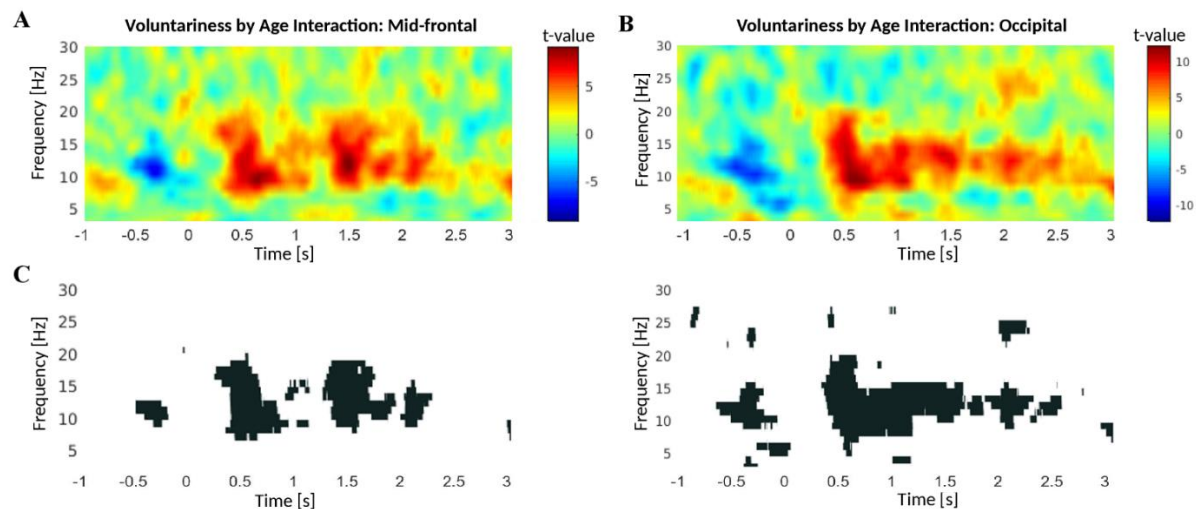 A
Voluntariness by Age Interaction: Mid-frontal
t-value
30
25
20
15
10
5
Frequency [Hz]
5
0
-5
-1 -0.5 0 0.5 1 1.5 2 2.5 3
Time [s]
B
Voluntariness by Age Interaction: Occipital
t-value
30
25
20
15
10
5
Frequency [Hz]
10
5
0
-5
-10
-1 -0.5 0 0.5 1 1.5 2 2.5 3
Time [s]
C
30
25
20
15
10
5
Frequency [Hz]
-1 -0.5 0 0.5 1 1.5 2 2.5 3
Time [s]
30
25
20
15
10
5
Frequency [Hz]
-1 -0.5 0 0.5 1 1.5 2 2.5 3
Time [s]